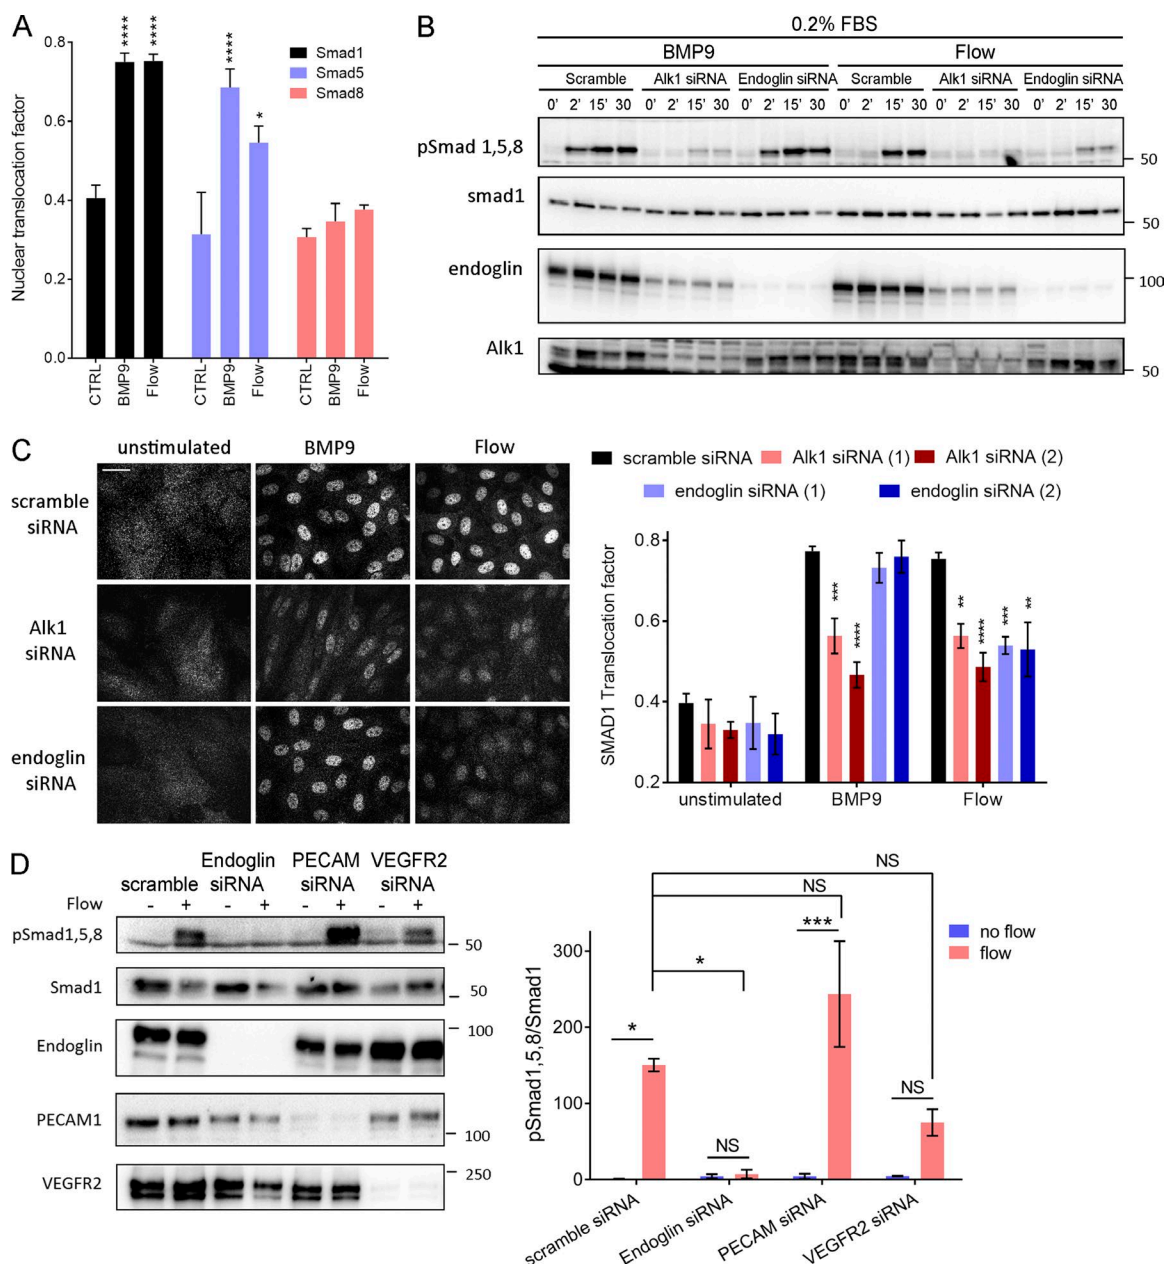 A
Nuclear translocation factor
0.8
0.6
0.4
0.2
0.0
**** **** **** *
Smad1
Smad5
Smad8
CTRL BMP9 Flow CTRL BMP9 Flow CTRL BMP9 Flow
B
0.2% FBS
BMP9 Flow
Scramble Alk1 siRNA Endoglin siRNA Scramble Alk1 siRNA Endoglin siRNA
0' 2' 15' 30 0' 2' 15' 30 0' 2' 15' 30 0' 2' 15' 30 0' 2' 15' 30 0' 2' 15' 30
pSmad 1,5,8
50
smad1
50
endoglin
100
Alk1
50
C
unstimulated BMP9 Flow
scramble
siRNA
Alk1
siRNA
endoglin
siRNA
scramble siRNA Alk1 siRNA (1) Alk1 siRNA (2)
endoglin siRNA (1) endoglin siRNA (2)
SMAD1 Translocation factor
0.8
0.6
0.4
0.2
*** **** ** **** *** **
unstimulated BMP9 Flow
D
scramble Endoglin siRNA PECAM siRNA VEGFR2 siRNA
Flow - + - + - + - +
pSmad1,5,8
50
Smad1
50
Endoglin
100
PECAM1
100
VEGFR2
250
pSmad1,5,8/Smad1
300
200
100
0
NS
NS
***
*
*
NS
NS
no flow
flow
scramble siRNA Endoglin siRNA PECAM siRNA VEGFR2 siRNA